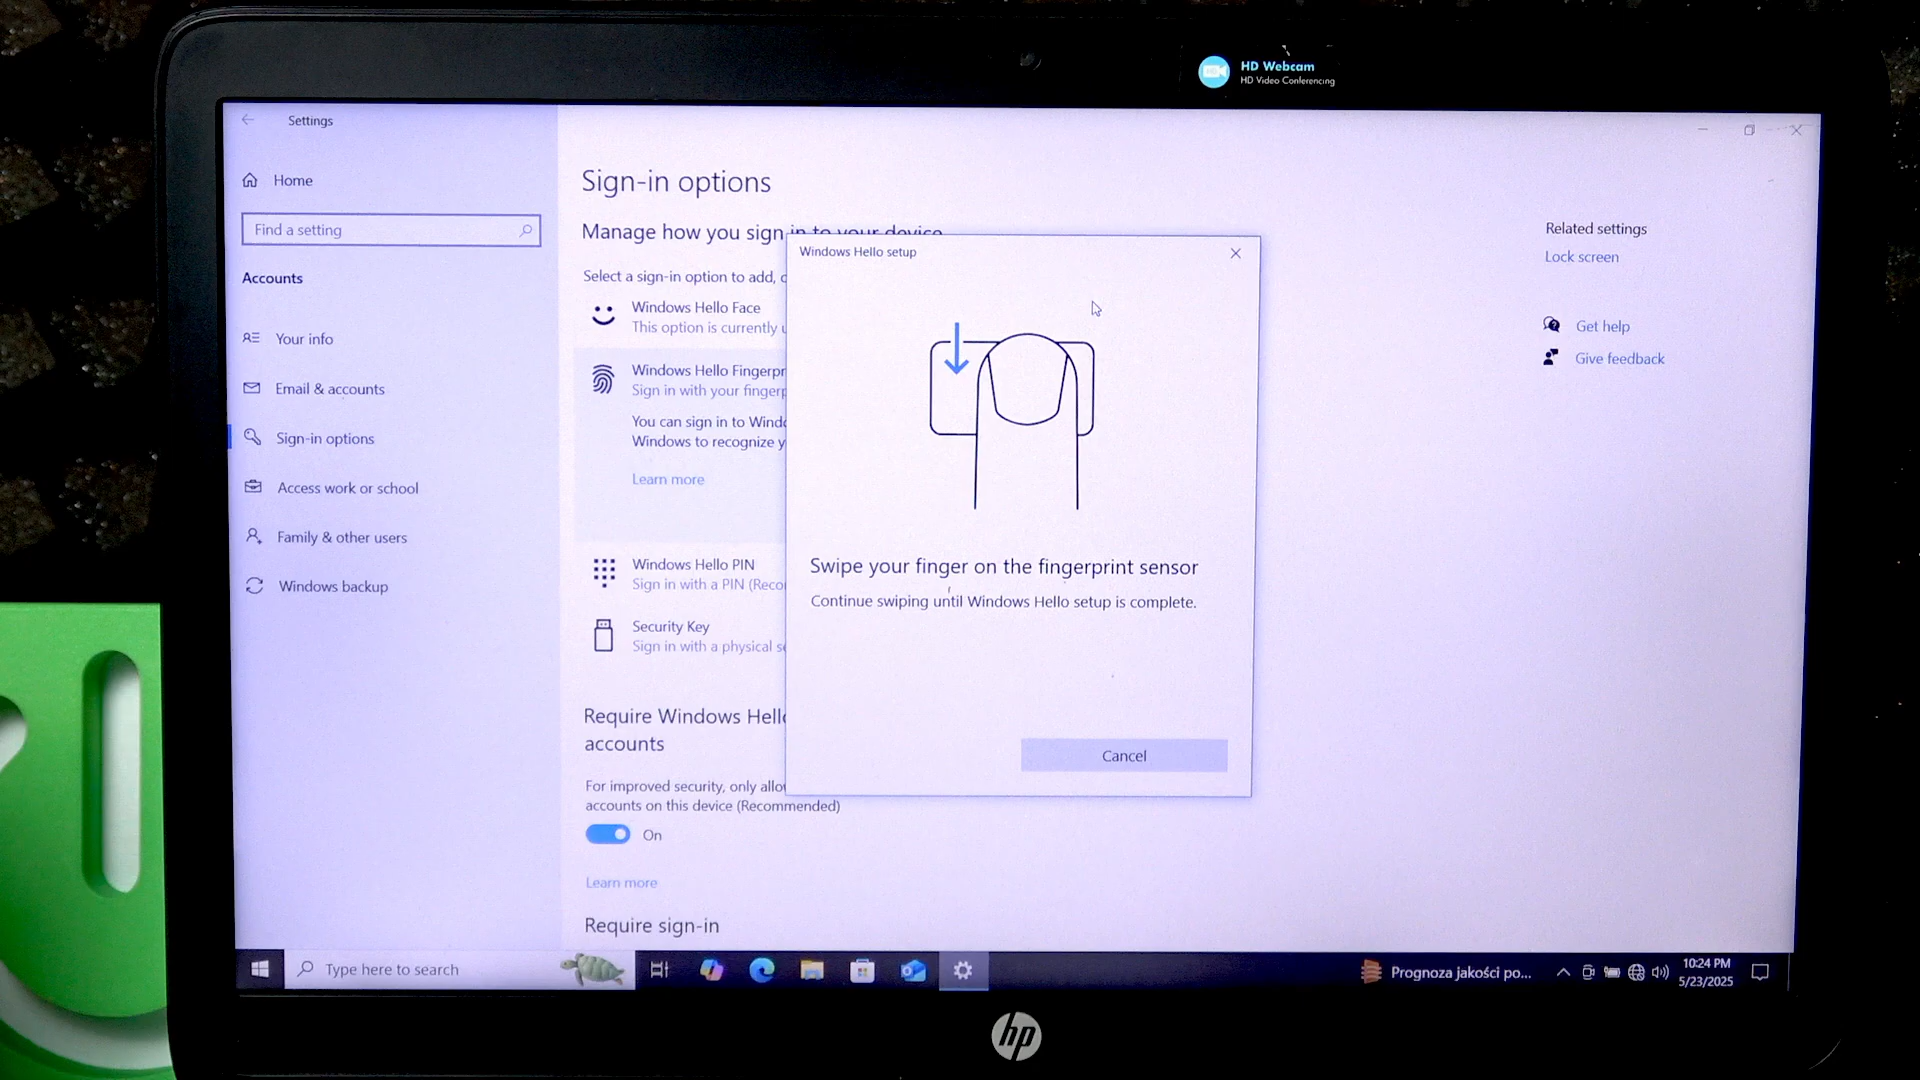 HD Webcam
HD Video Conferencing
Settings
Home
Find a setting
Accounts
Your info
Email & accounts
Sign-in options
Access work or school
Family & other users
Windows backup
Sign-in options
Manage how you sign in to your device
Select a sign-in option to add,
Windows Hello Face
This option is currently
Windows Hello Fingerpr
Sign in with your finger
You can sign in to Wind
Windows to recognize y
Learn more
Windows Hello PIN
Sign in with a PIN (Reco
Security Key
Sign in with a physical se
Require Windows Hell
accounts
For improved security, only allo
accounts on this device (Recommended)
On
Learn more
Require sign-in
Windows Hello setup
Swipe your finger on the fingerprint sensor
Continue swiping until Windows Hello setup is complete.
Cancel
Related settings
Lock screen
Get help
Give feedback
Type here to search
Prognoza jakości po...
10:24 PM
5/23/2025
hp